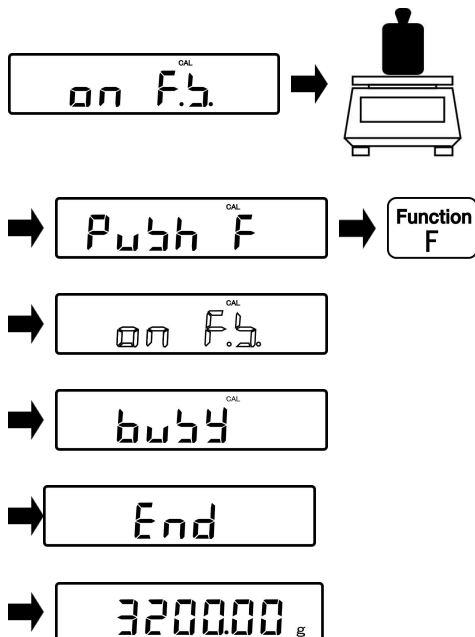 CAL
on F.S.
CAL
PuSh F
Function
F
CAL
on F.S.
CAL
buSY
End
3200.00 g